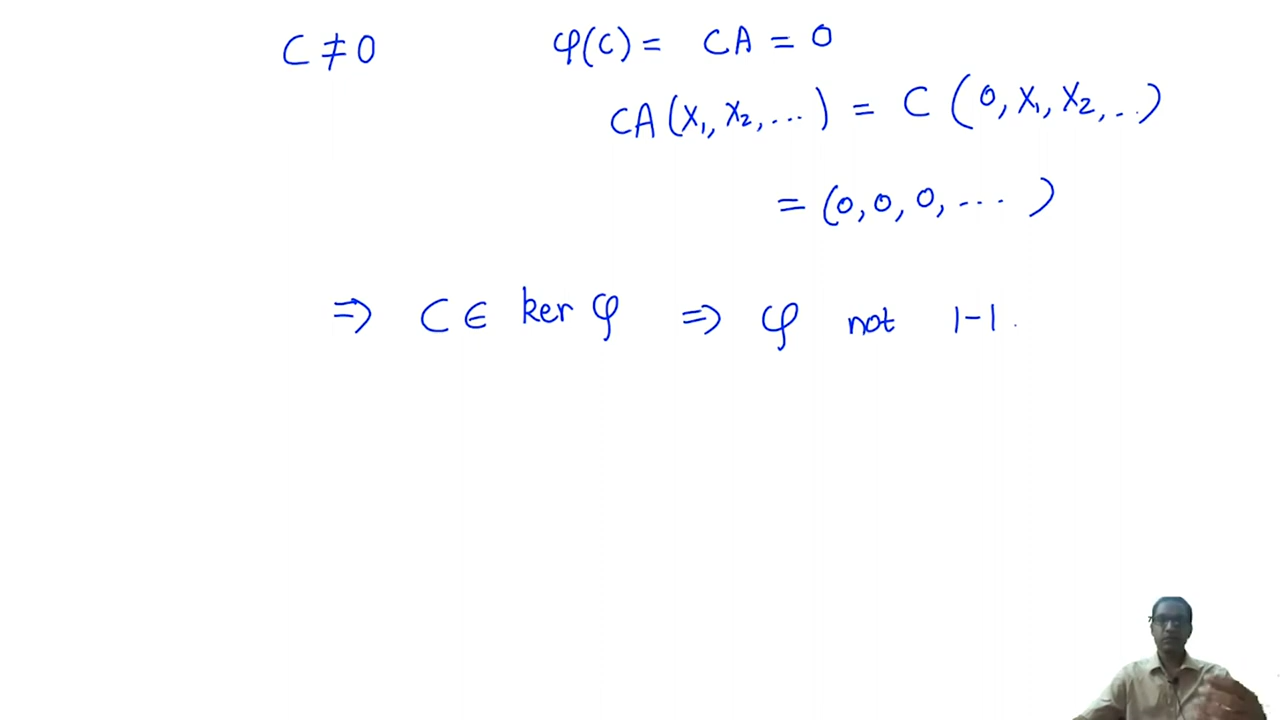 C ≠ 0 φ(C) = CA = 0
CA(x₁, x₂, ...) = C(0, x₁, x₂, ..)
= (0, 0, 0, ... )
⇒ C ∈ ker φ ⇒ φ not 1-1.